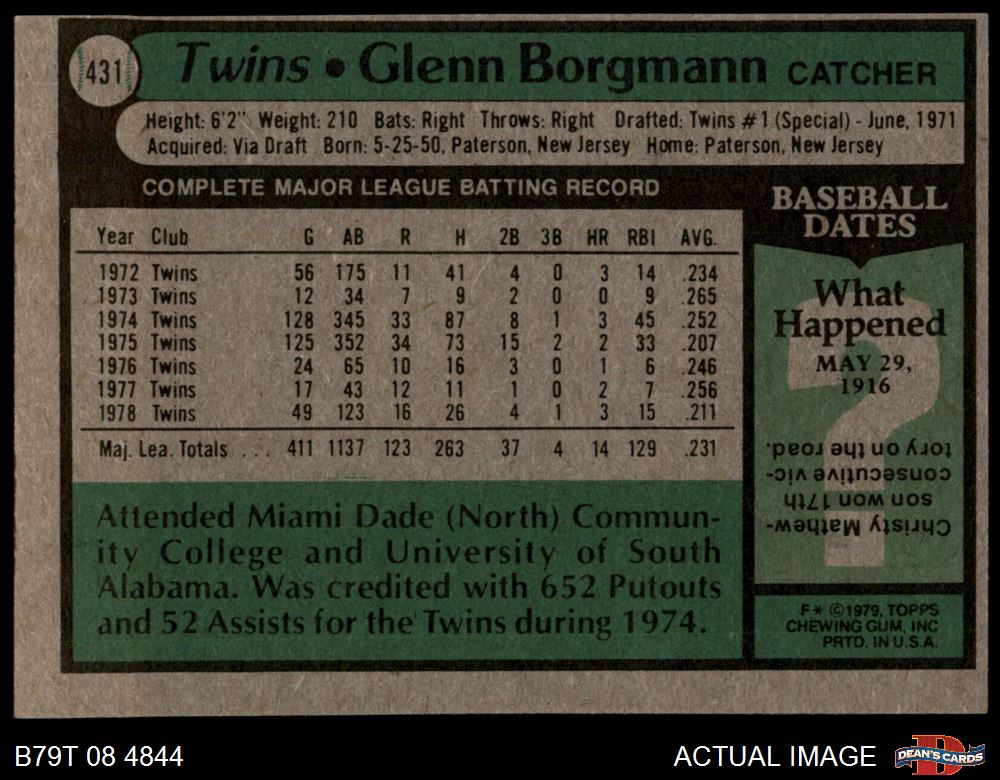 431 Twins • Glenn Borgmann CATCHER
Height: 6'2" Weight: 210 Bats: Right Throws: Right Drafted: Twins #1 (Special) - June, 1971
Acquired: Via Draft Born: 5-25-50, Paterson, New Jersey Home: Paterson, New Jersey
COMPLETE MAJOR LEAGUE BATTING RECORD
Year Club G AB R H 2B 3B HR RBI AVG.
1972 Twins 56 175 11 41 4 0 3 14 .234
1973 Twins 12 34 7 9 2 0 0 9 .265
1974 Twins 128 345 33 87 8 1 3 45 .252
1975 Twins 125 352 34 73 15 2 2 33 .207
1976 Twins 24 65 10 16 3 0 1 6 .246
1977 Twins 17 43 12 11 1 0 2 7 .256
1978 Twins 49 123 16 26 4 1 3 15 .211
Maj. Lea. Totals ... 411 1137 123 263 37 4 14 129 .231
Attended Miami Dade (North) Commun-
ity College and University of South
Alabama. Was credited with 652 Putouts
and 52 Assists for the Twins during 1974.
BASEBALL
DATES
What
Happened
MAY 29,
1916
?
Christy Mathew-
son won 17th
consecutive vic-
tory on the road.
F* ©1979, TOPPS
CHEWING GUM, INC
PRTD. IN U.S.A.
B79T 08 4844
ACTUAL IMAGE
D
DEAN'S CARDS